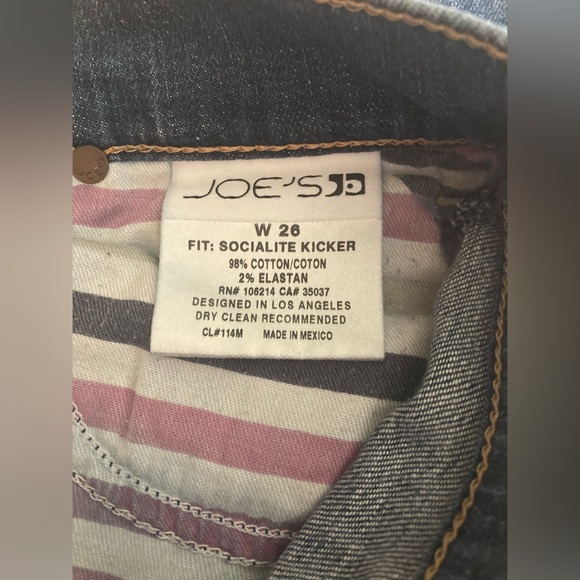 JOE'S
W 26
FIT: SOCIALITE KICKER
98% COTTON/COTON
2% ELASTAN
RN# 106214 CA# 35037
DESIGNED IN LOS ANGELES
DRY CLEAN RECOMMENDED
CL#114M MADE IN MEXICO